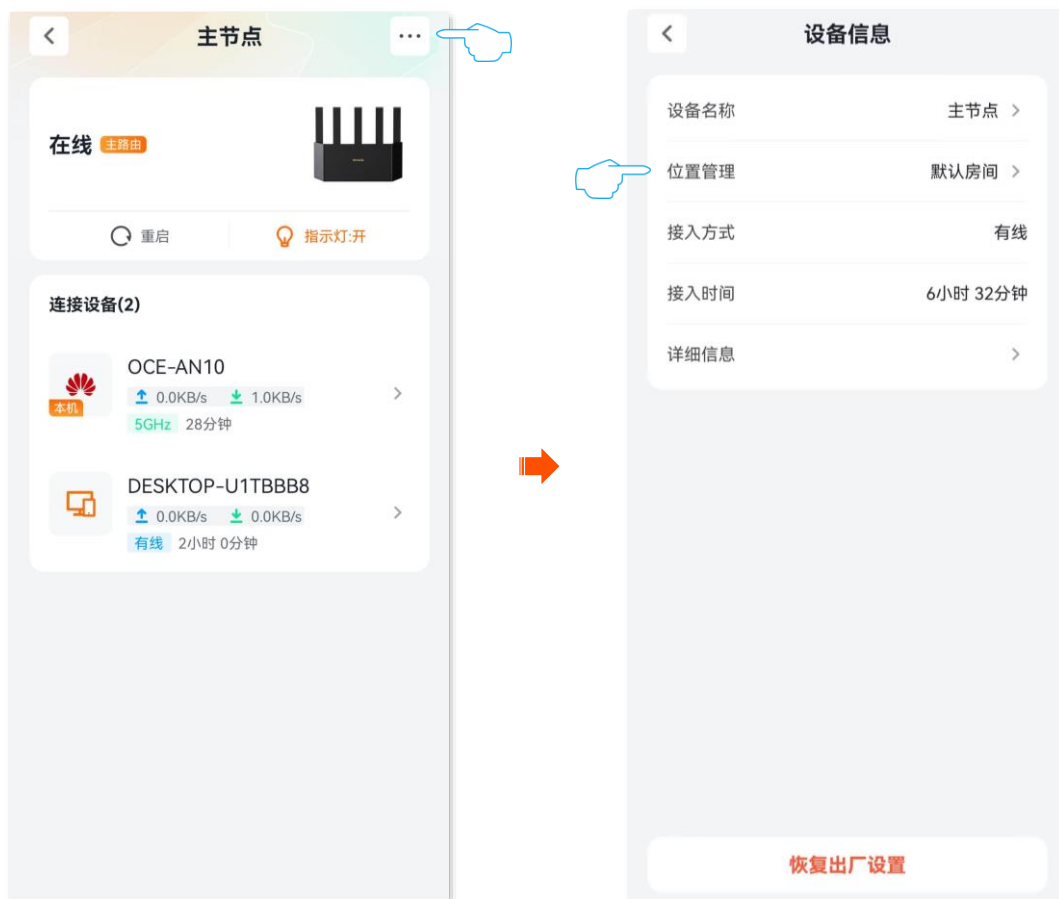 主节点
在线 主路由
重启
指示灯:开
连接设备(2)
OCE-AN10
本机
0.0KB/s 1.0KB/s
5GHz 28分钟
DESKTOP-U1TBBB8
0.0KB/s 0.0KB/s
有线 2小时 0分钟
设备信息
设备名称 主节点
位置管理 默认房间
接入方式 有线
接入时间 6小时 32分钟
详细信息
恢复出厂设置